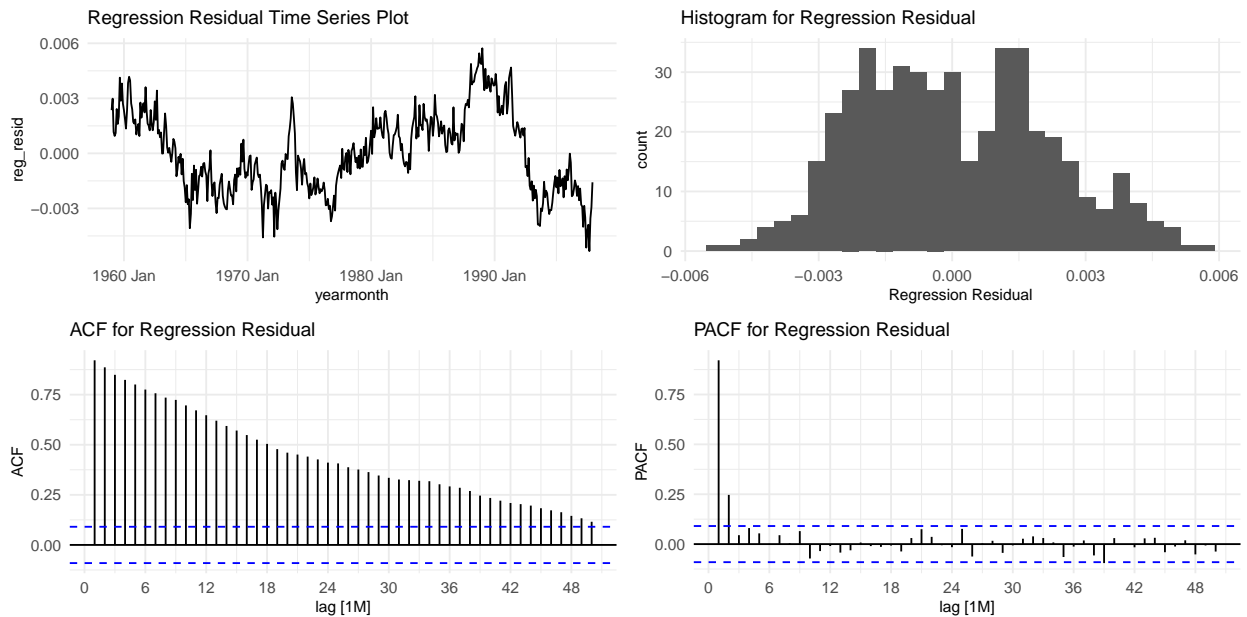 Regression Residual Time Series Plot
0.006
0.003
0.000
−0.003
reg_resid
1960 Jan 1970 Jan 1980 Jan 1990 Jan
yearmonth
Histogram for Regression Residual
30
20
10
0
count
−0.006 −0.003 0.000 0.003 0.006
Regression Residual
ACF for Regression Residual
0.75
0.50
0.25
0.00
ACF
0 6 12 18 24 30 36 42 48
lag [1M]
PACF for Regression Residual
0.75
0.50
0.25
0.00
PACF
0 6 12 18 24 30 36 42 48
lag [1M]